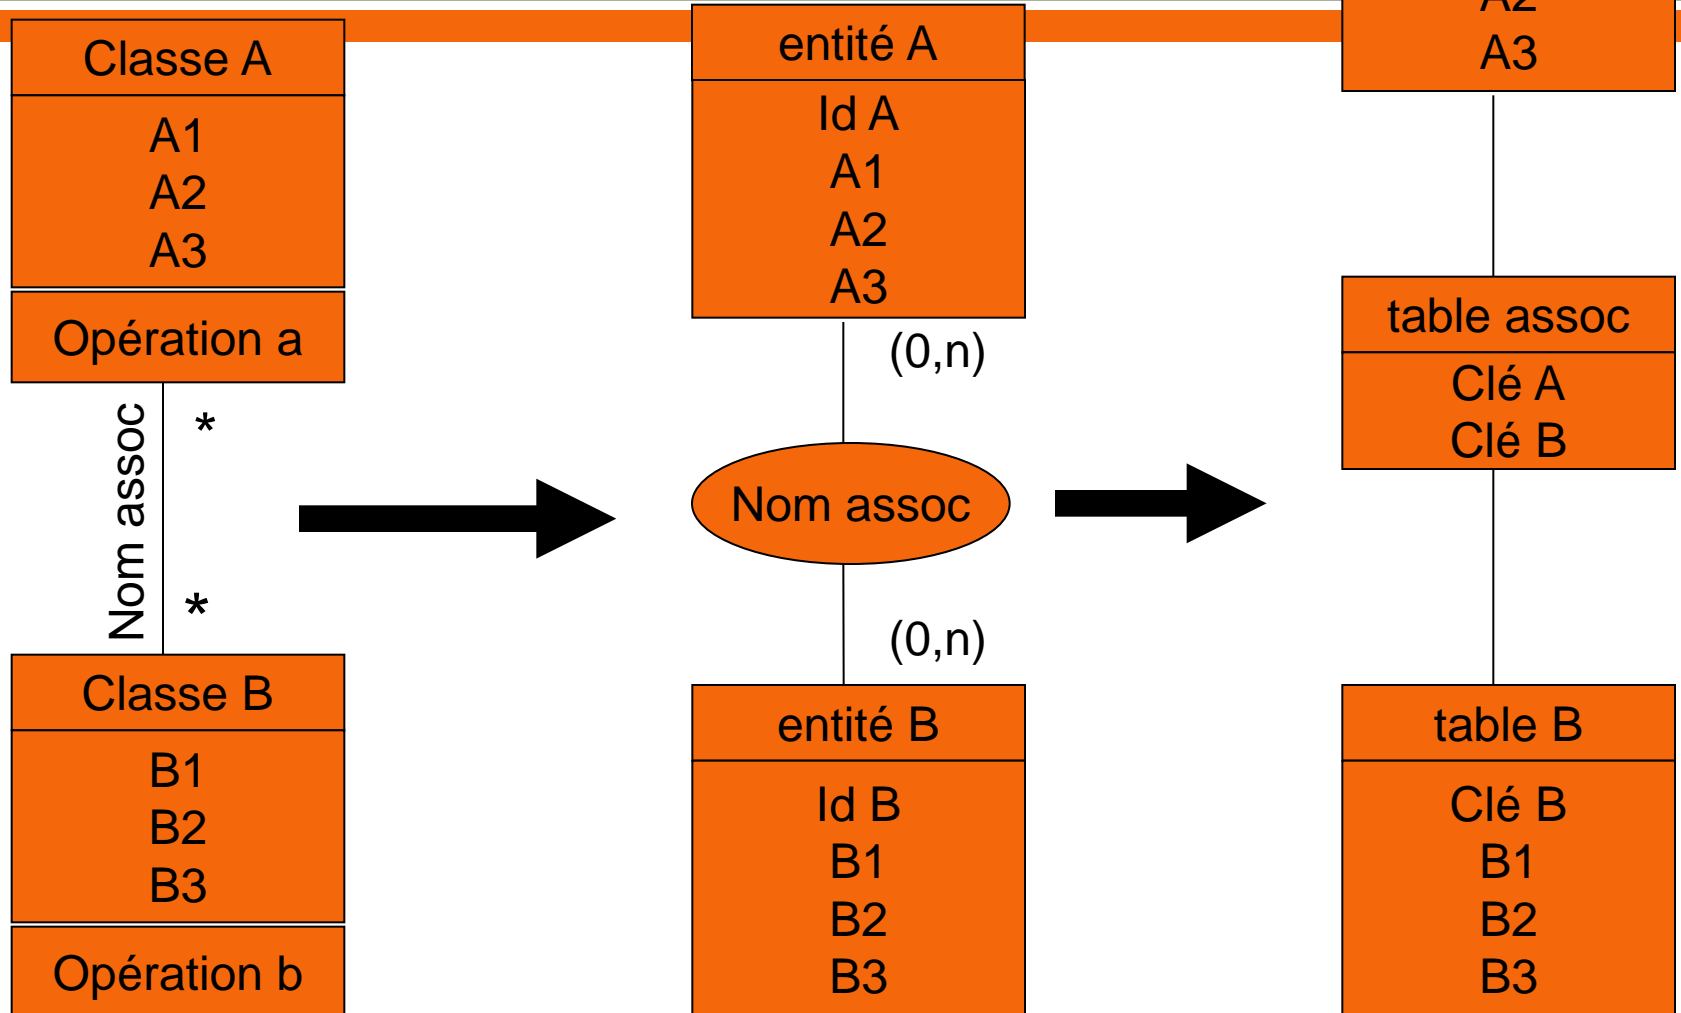 Classe A
A1
A2
A3
Opération a
Nom assoc
*
*
Classe B
B1
B2
B3
Opération b
entité A
Id A
A1
A2
A3
(0,n)
Nom assoc
(0,n)
entité B
Id B
B1
B2
B3
A2
A3
table assoc
Clé A
Clé B
table B
Clé B
B1
B2
B3